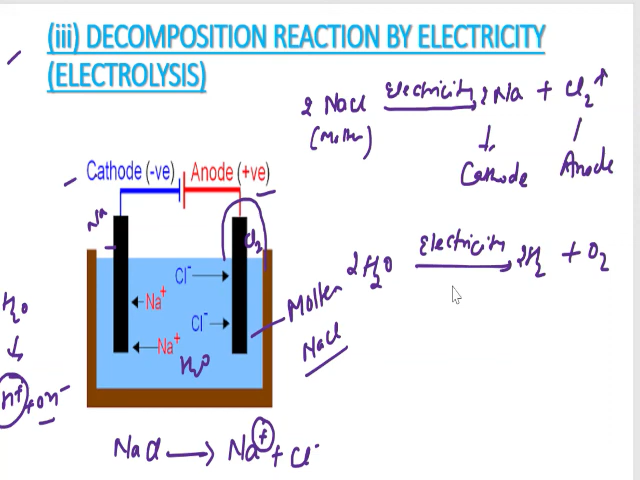 (iii) DECOMPOSITION REACTION BY ELECTRICITY
(ELECTROLYSIS)
2 NaCl Electricity 2Na + Cl2
(Molten)
Cathode Anode
Cathode (-ve) Anode (+ve)
Na
Cl2
Cl-
Na+
Cl-
Na+
H2O
2H2O Electricity 2H2 + O2
Molten
NaCl
H2O
H+ + OH-
NaCl → Na+ + Cl-